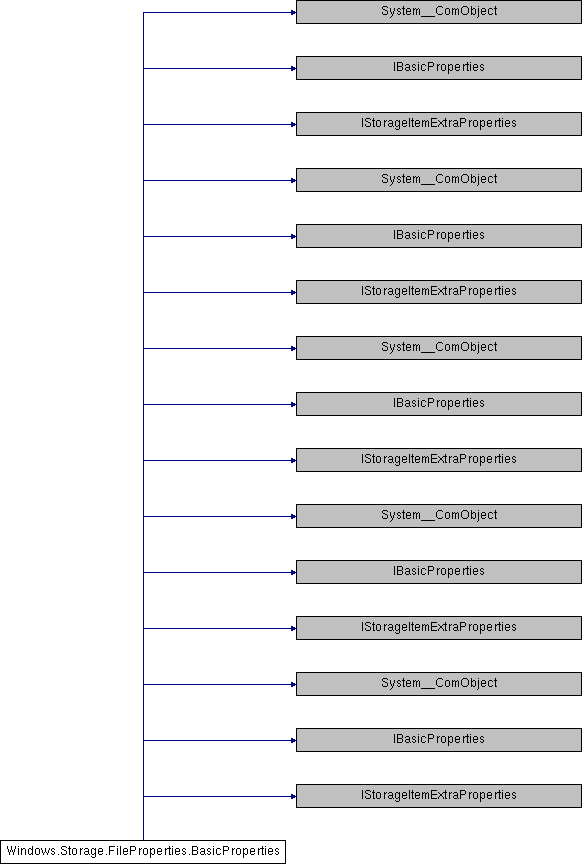 System__ComObject
IBasicProperties
IStorageItemExtraProperties
System__ComObject
IBasicProperties
IStorageItemExtraProperties
System__ComObject
IBasicProperties
IStorageItemExtraProperties
System__ComObject
IBasicProperties
IStorageItemExtraProperties
System__ComObject
IBasicProperties
IStorageItemExtraProperties
Windows.Storage.FileProperties.BasicProperties